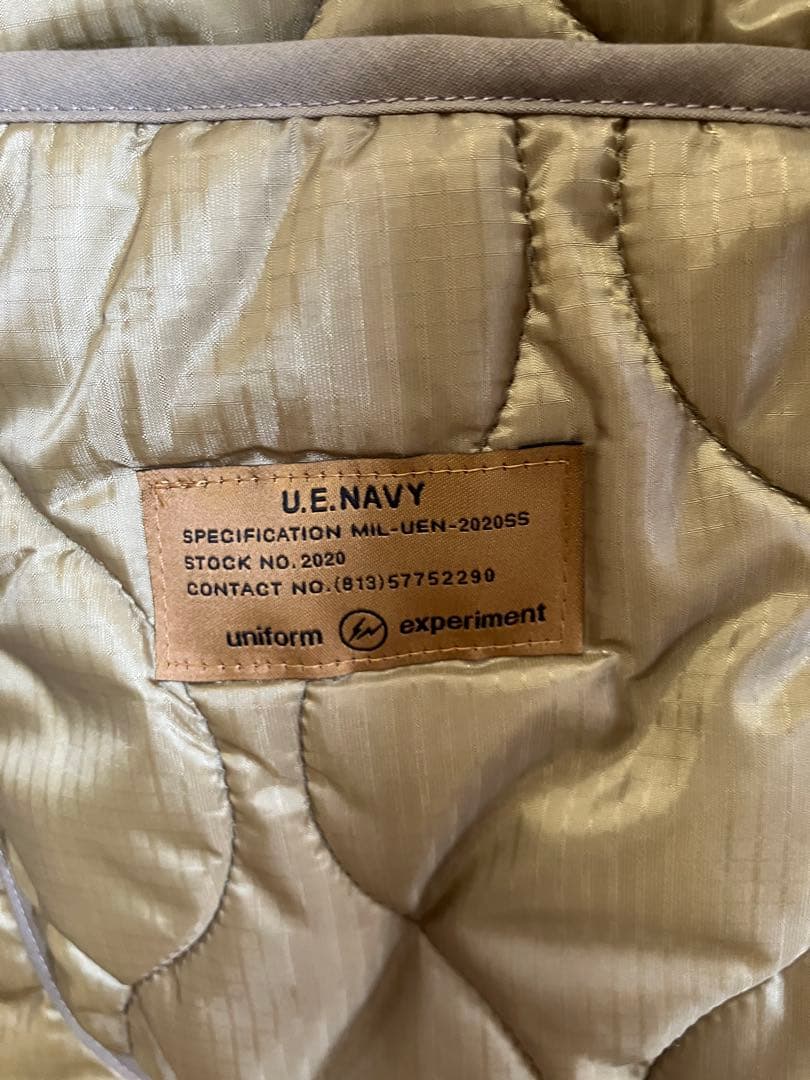 U.E.NAVY
SPECIFICATION MIL-UEN-2020SS
STOCK NO. 2020
CONTACT NO.(813)57752290
uniform experiment